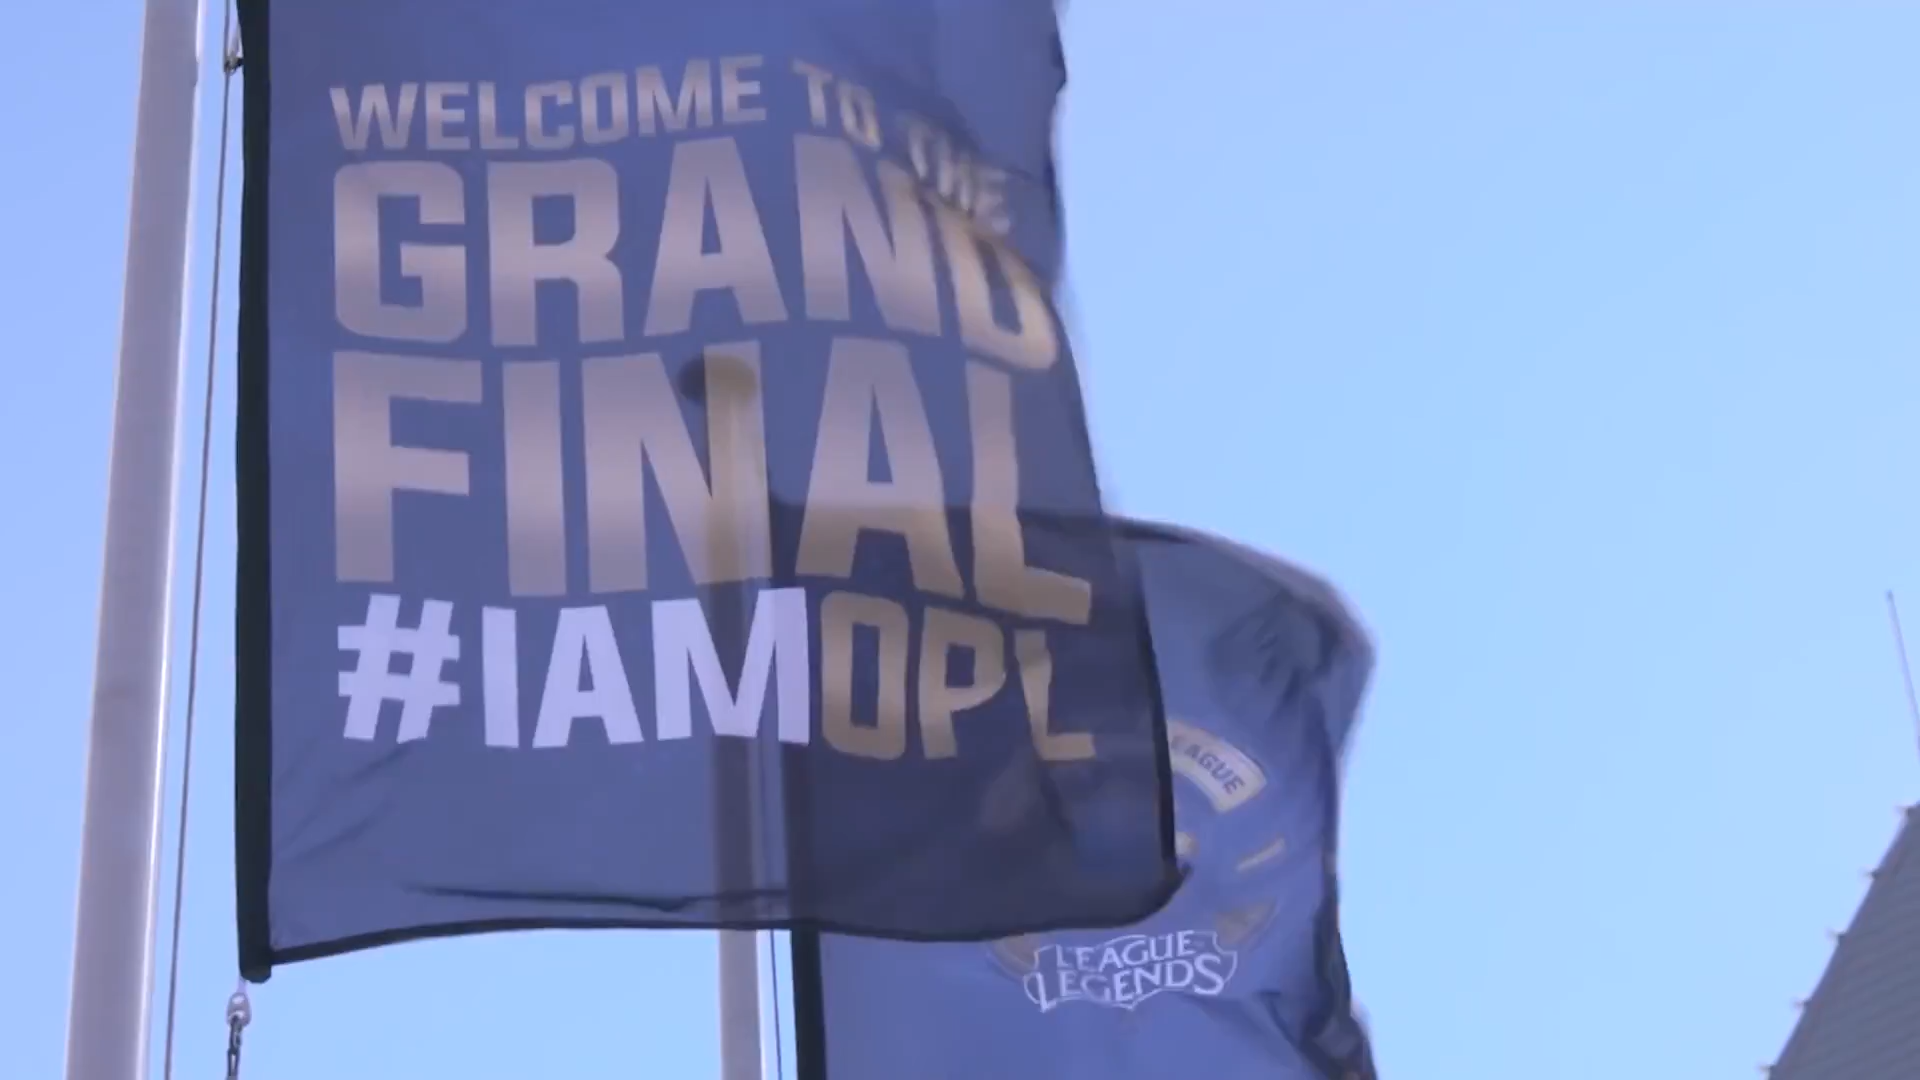 WELCOME TO THE
GRAND
FINAL
#IAMOPL
LEAGUE
LEAGUE
LEGENDS